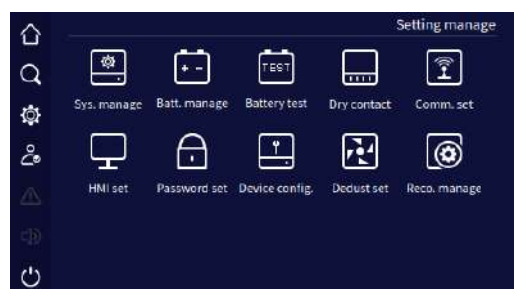 Setting manage
TEST
Sys. manage Batt. manage Battery test Dry contact Comm. set
HMI set Password set Device config. Dedust set Reco. manage